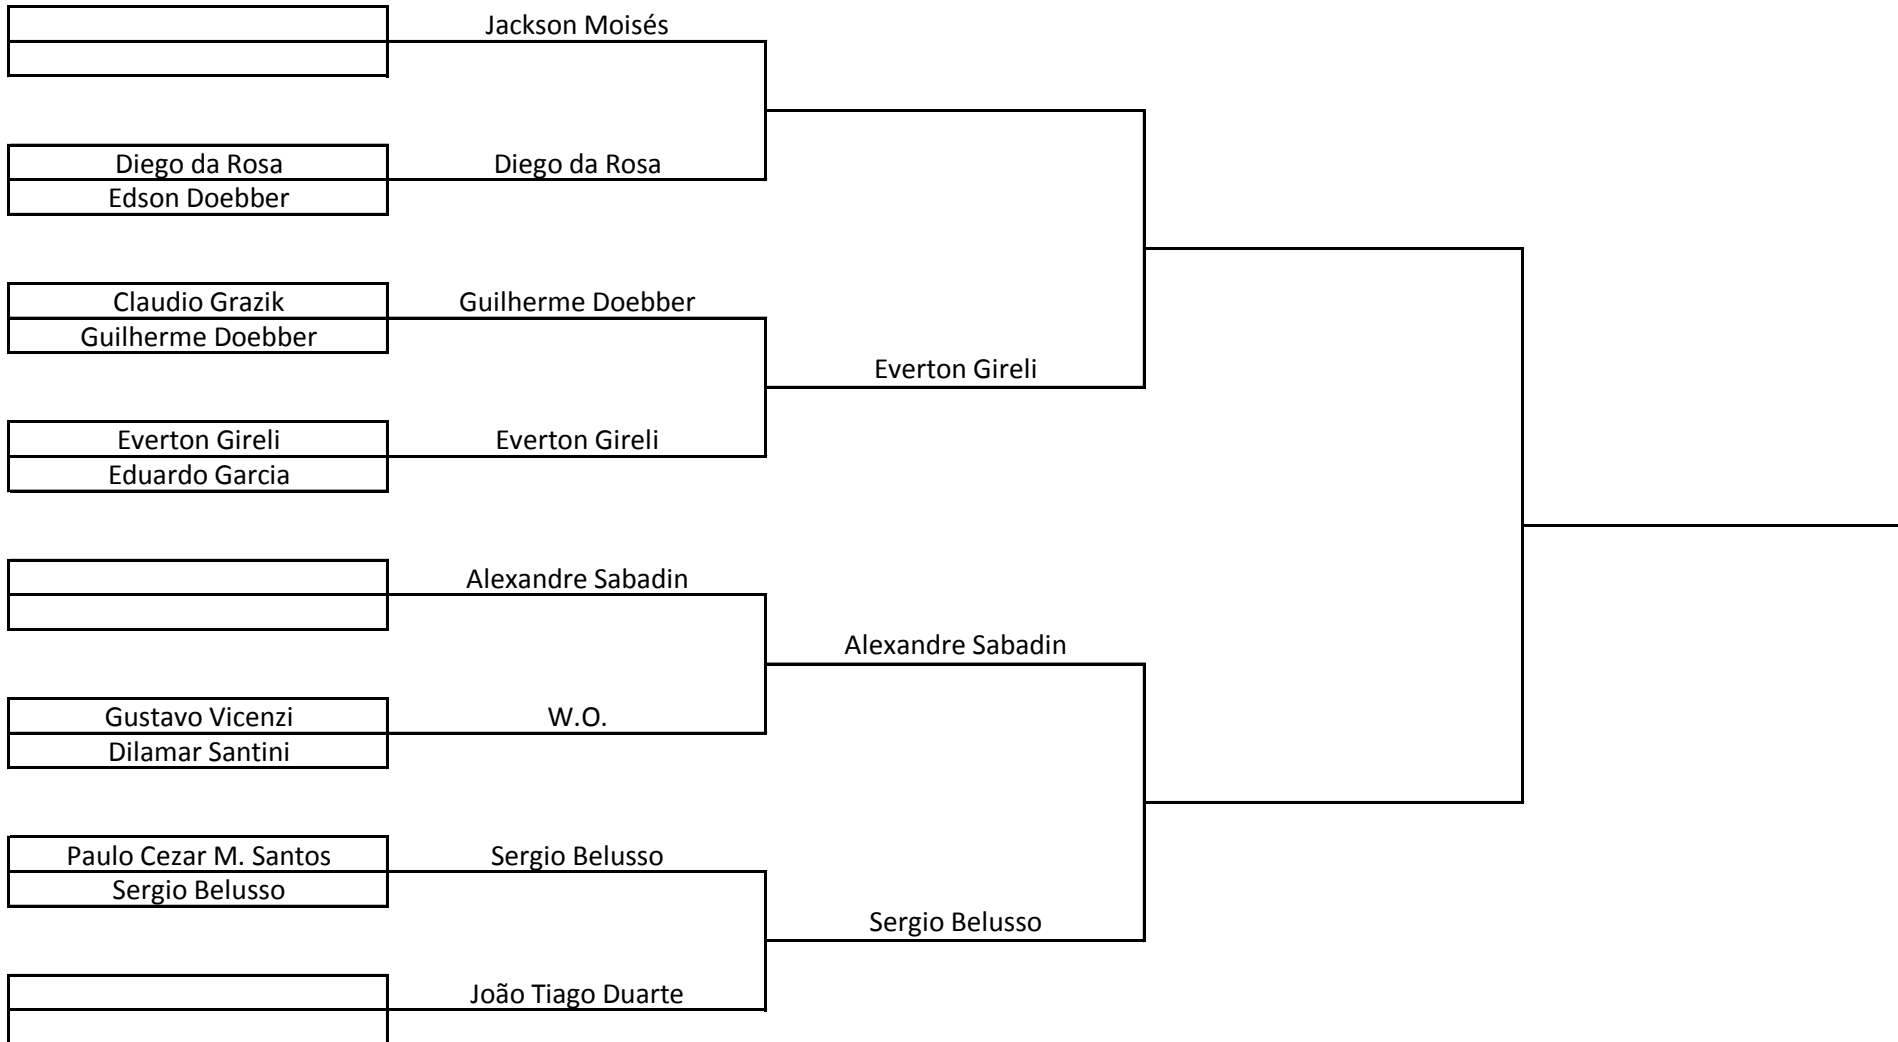 Jackson Moisés
Diego da Rosa
Diego da Rosa
Edson Doebber
Claudio Grazik
Guilherme Doebber
Guilherme Doebber
Everton Gireli
Everton Gireli
Everton Gireli
Eduardo Garcia
Alexandre Sabadin
Alexandre Sabadin
Gustavo Vicenzi
W.O.
Dilamar Santini
Paulo Cezar M. Santos
Sergio Belusso
Sergio Belusso
Sergio Belusso
João Tiago Duarte